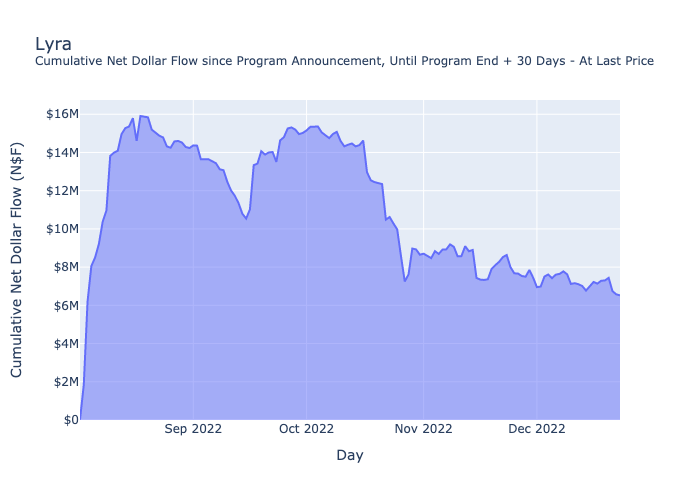 Lyra
Cumulative Net Dollar Flow since Program Announcement, Until Program End + 30 Days - At Last Price
$16M
$14M
$12M
$10M
$8M
$6M
$4M
$2M
$0
Cumulative Net Dollar Flow (N$F)
Sep 2022
Oct 2022
Nov 2022
Dec 2022
Day